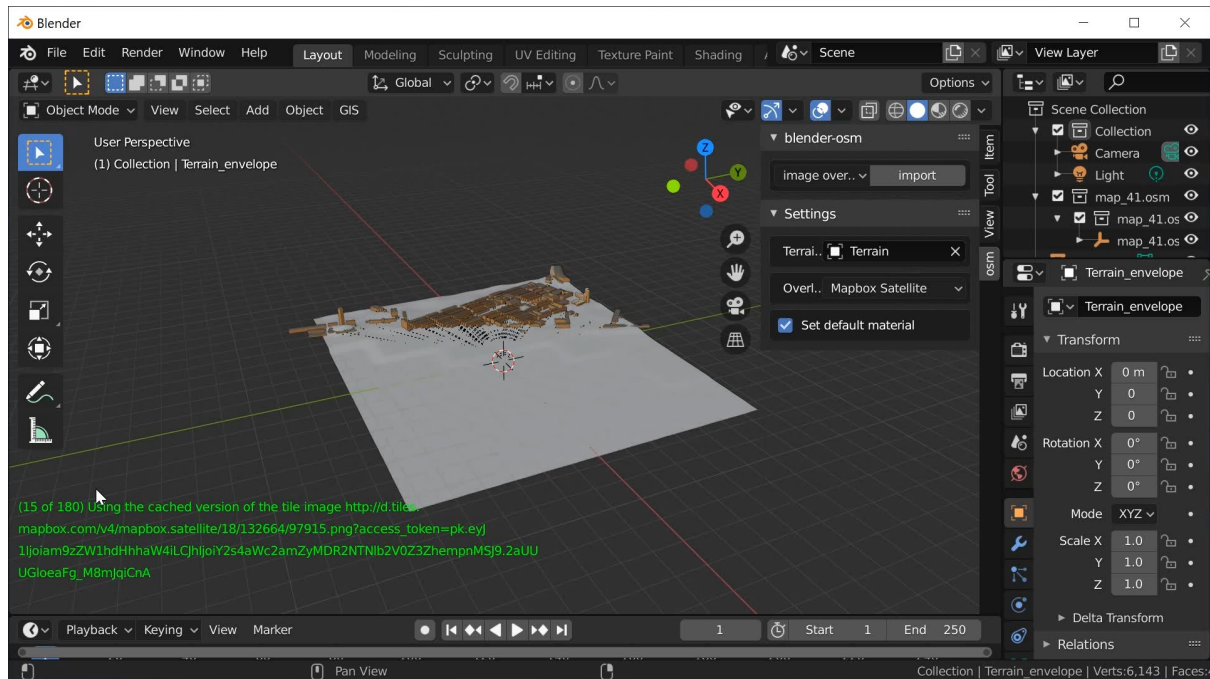 Blender
File Edit Render Window Help Layout Modeling Sculpting UV Editing Texture Paint Shading Scene View Layer
Global Options
Object Mode View Select Add Object GIS
User Perspective
(1) Collection | Terrain_envelope
Z
Y
X
blender-osm
image over.. import
Settings
Terrai.. Terrain
Overl.. Mapbox Satellite
Set default material
Item
Tool
View
osm
Scene Collection
Collection
Camera
Light
map_41.osm
map_41.os
map_41.os
Terrain_envelope
Terrain_envelope
Transform
Location X 0 m
Y 0
Z 0
Rotation X 0°
Y 0°
Z 0°
Mode XYZ
Scale X 1.0
Y 1.0
Z 1.0
Delta Transform
Relations
(15 of 180) Using the cached version of the tile image http://d.tiles.
mapbox.com/v4/mapbox.satellite/18/132664/97915.png?access_token=pk.eyJ
Playback Keying View Marker 1 Start 1 End 250
Pan View Collection | Terrain_envelope | Verts:6,143 | Faces: